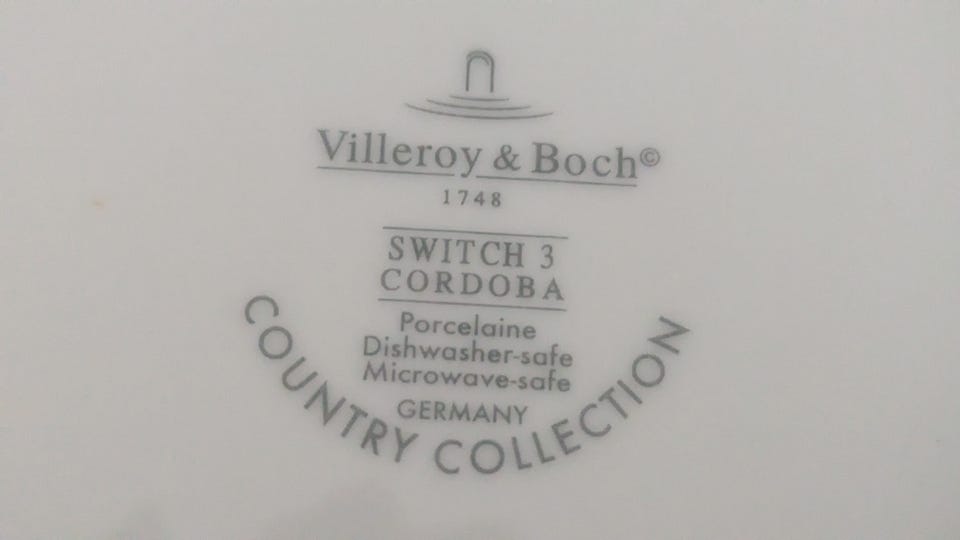 Villeroy & Boch©
1748
SWITCH 3
CORDOBA
Porcelaine
Dishwasher-safe
Microwave-safe
GERMANY
COUNTRY COLLECTION